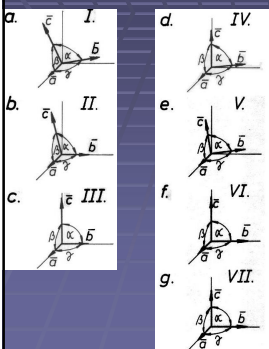 a. I.
c̄ b̄ ā α β γ
b. II.
c̄ b̄ ā α β γ
c. III.
c̄ b̄ ā α β γ
d. IV.
c̄ b̄ ā α β γ
e. V.
c̄ b̄ ā α β γ
f. VI.
c̄ b̄ ā α β γ
g. VII.
c̄ b̄ ā α β γ